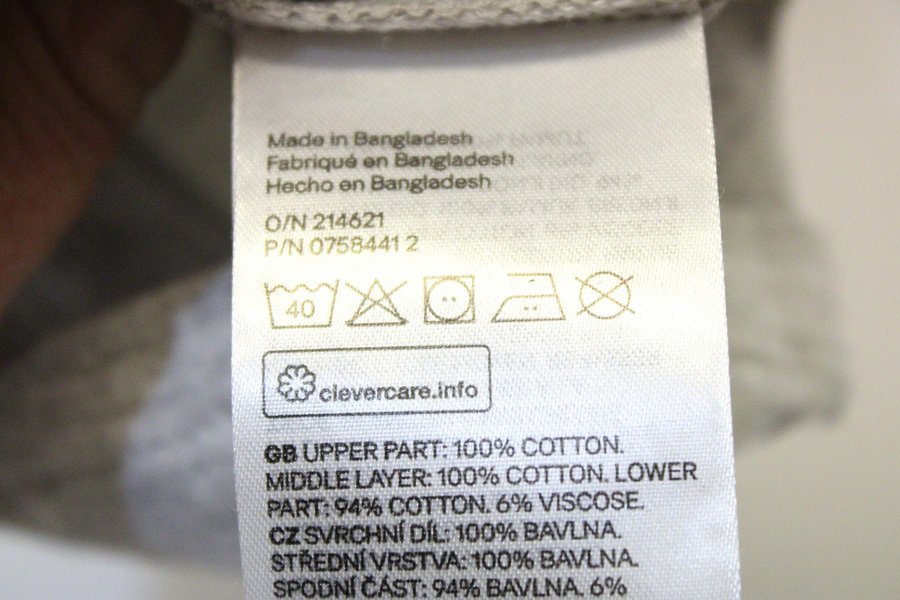 Made in Bangladesh
Fabriqué en Bangladesh
Hecho en Bangladesh
O/N 214621
P/N 0758441 2
40
clevercare.info
GB UPPER PART: 100% COTTON.
MIDDLE LAYER: 100% COTTON. LOWER
PART: 94% COTTON. 6% VISCOSE.
CZ SVRCHNÍ DÍL: 100% BAVLNA.
STŘEDNÍ VRSTVA: 100% BAVLNA.
SPODNÍ ČÁST: 94% BAVLNA. 6%